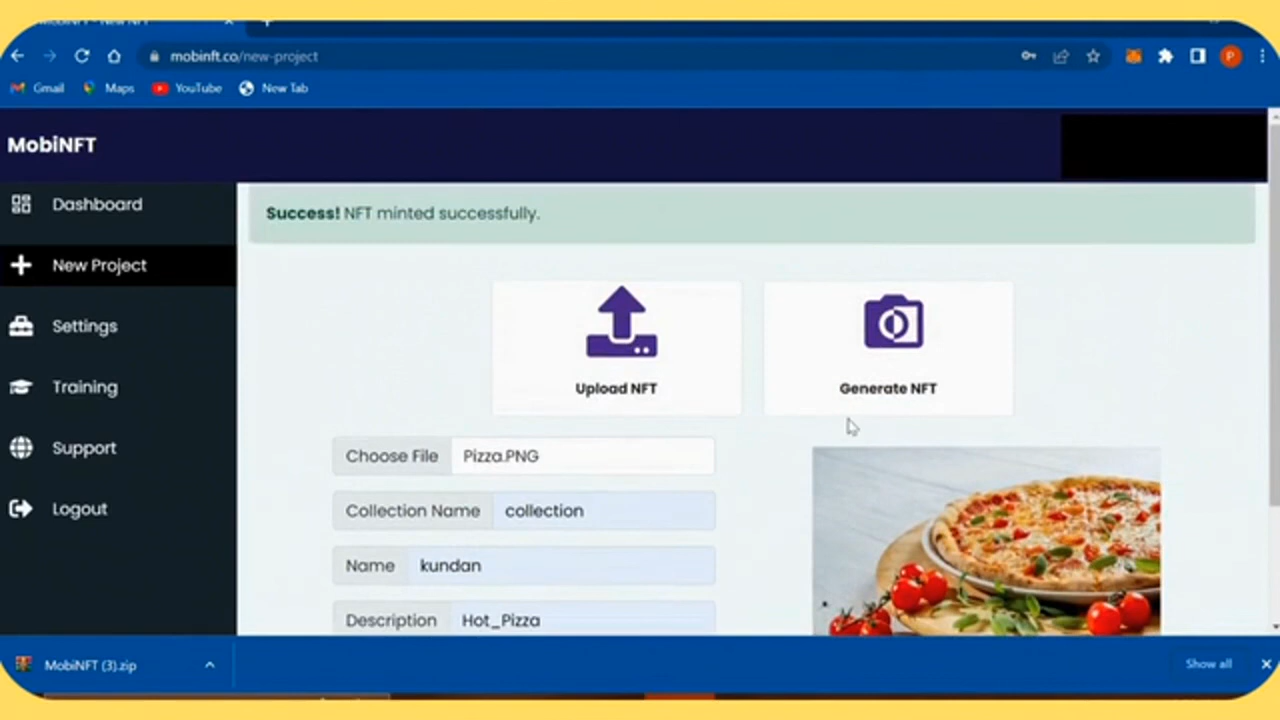 mobinft.co/new-project
P
Gmail Maps YouTube New Tab
MobiNFT
Dashboard
New Project
Settings
Training
Support
Logout
Success! NFT minted successfully.
Upload NFT
Generate NFT
Choose File Pizza.PNG
Collection Name collection
Name kundan
Description Hot_Pizza
MobiNFT (3).zip
Show all